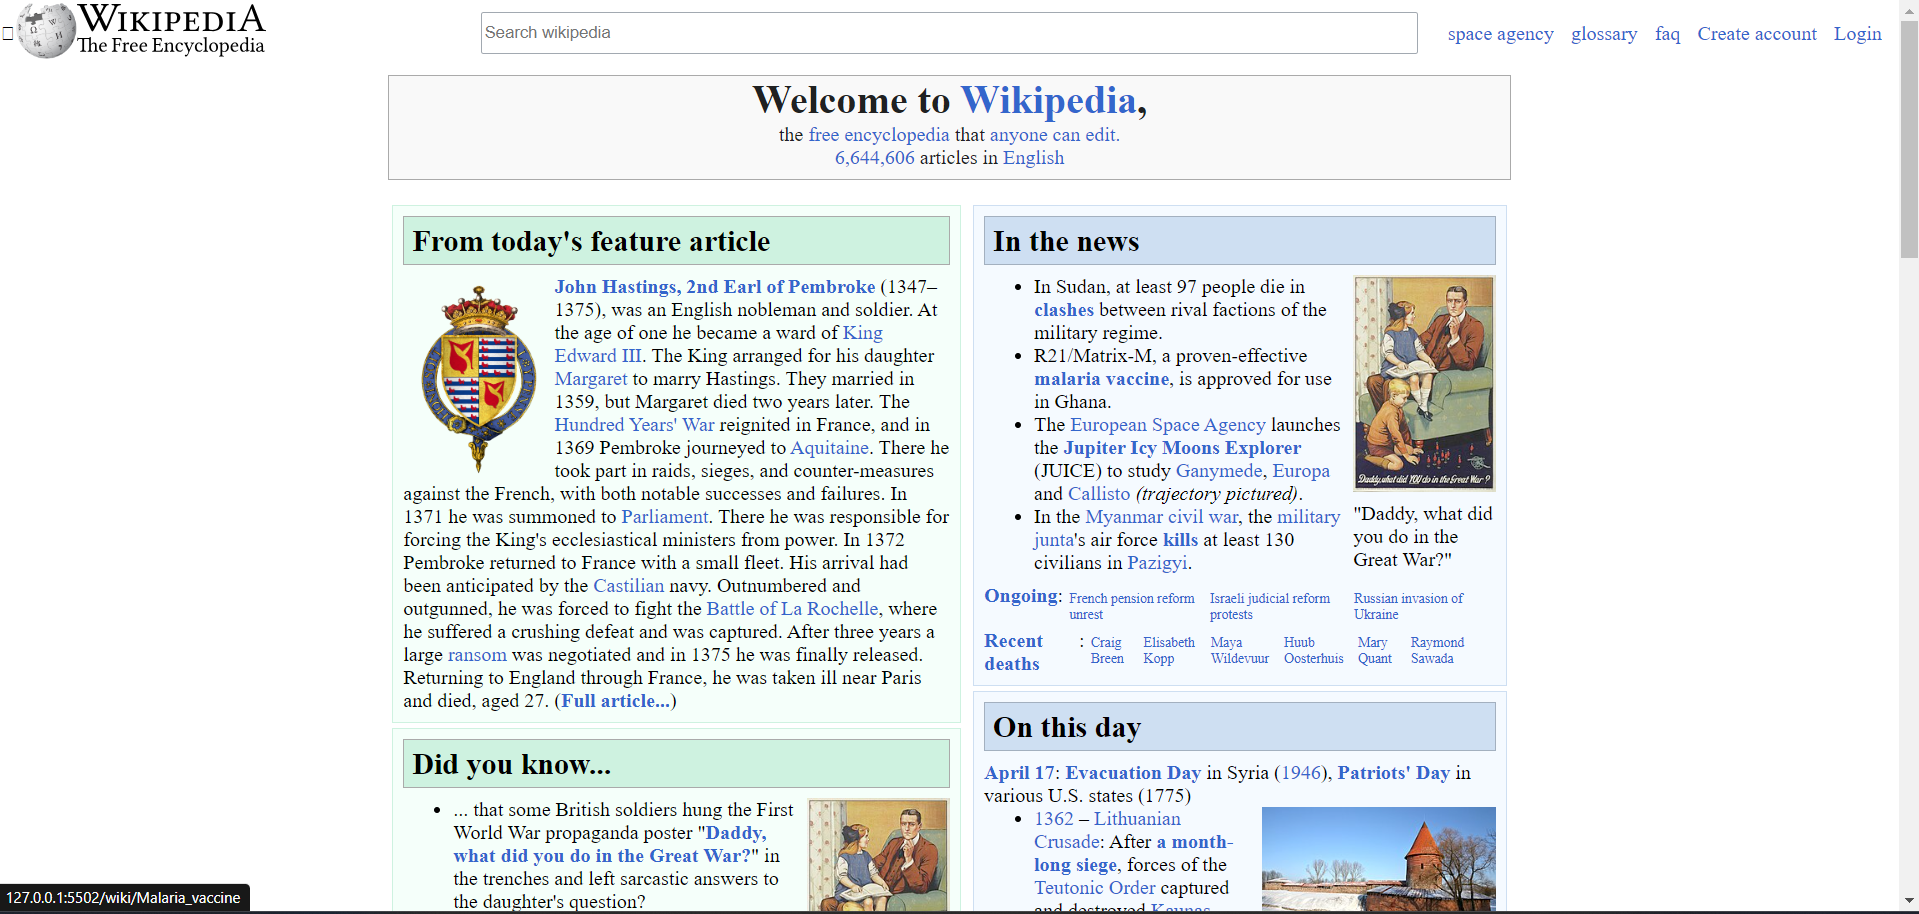 WIKIPEDIA
The Free Encyclopedia
Search wikipedia
space agency glossary faq Create account Login
Welcome to Wikipedia,
the free encyclopedia that anyone can edit.
6,644,606 articles in English
From today's feature article
John Hastings, 2nd Earl of Pembroke (1347–
1375), was an English nobleman and soldier. At
the age of one he became a ward of King
Edward III. The King arranged for his daughter
Margaret to marry Hastings. They married in
1359, but Margaret died two years later. The
Hundred Years' War reignited in France, and in
1369 Pembroke journeyed to Aquitaine. There he
took part in raids, sieges, and counter-measures
against the French, with both notable successes and failures. In
1371 he was summoned to Parliament. There he was responsible for
forcing the King's ecclesiastical ministers from power. In 1372
Pembroke returned to France with a small fleet. His arrival had
been anticipated by the Castilian navy. Outnumbered and
outgunned, he was forced to fight the Battle of La Rochelle, where
he suffered a crushing defeat and was captured. After three years a
large ransom was negotiated and in 1375 he was finally released.
Returning to England through France, he was taken ill near Paris
and died, aged 27. (Full article...)
Did you know...
... that some British soldiers hung the First
World War propaganda poster "Daddy,
what did you do in the Great War?" in
the trenches and left sarcastic answers to
the daughter's question?
In the news
In Sudan, at least 97 people die in
clashes between rival factions of the
military regime.
R21/Matrix-M, a proven-effective
malaria vaccine, is approved for use
in Ghana.
The European Space Agency launches
the Jupiter Icy Moons Explorer
(JUICE) to study Ganymede, Europa
and Callisto (trajectory pictured).
In the Myanmar civil war, the military
junta's air force kills at least 130
civilians in Pazigyi.
Daddy, what did YOU do in the Great War?
"Daddy, what did
you do in the
Great War?"
Ongoing: French pension reform unrest Israeli judicial reform protests Russian invasion of Ukraine
Recent deaths : Craig Breen Elisabeth Kopp Maya Wildevuur Huub Oosterhuis Mary Quant Raymond Sawada
On this day
April 17: Evacuation Day in Syria (1946), Patriots' Day in
various U.S. states (1775)
1362 – Lithuanian
Crusade: After a month-
long siege, forces of the
Teutonic Order captured
and destroyed Kaunas
127.0.0.1:5502/wiki/Malaria_vaccine